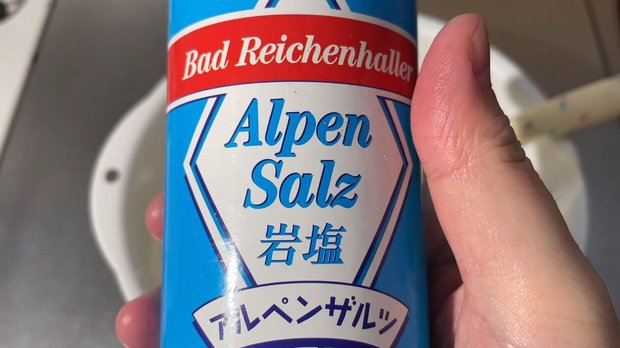 Bad Reichenhaller
Alpen
Salz
岩塩
アルペンザルツ